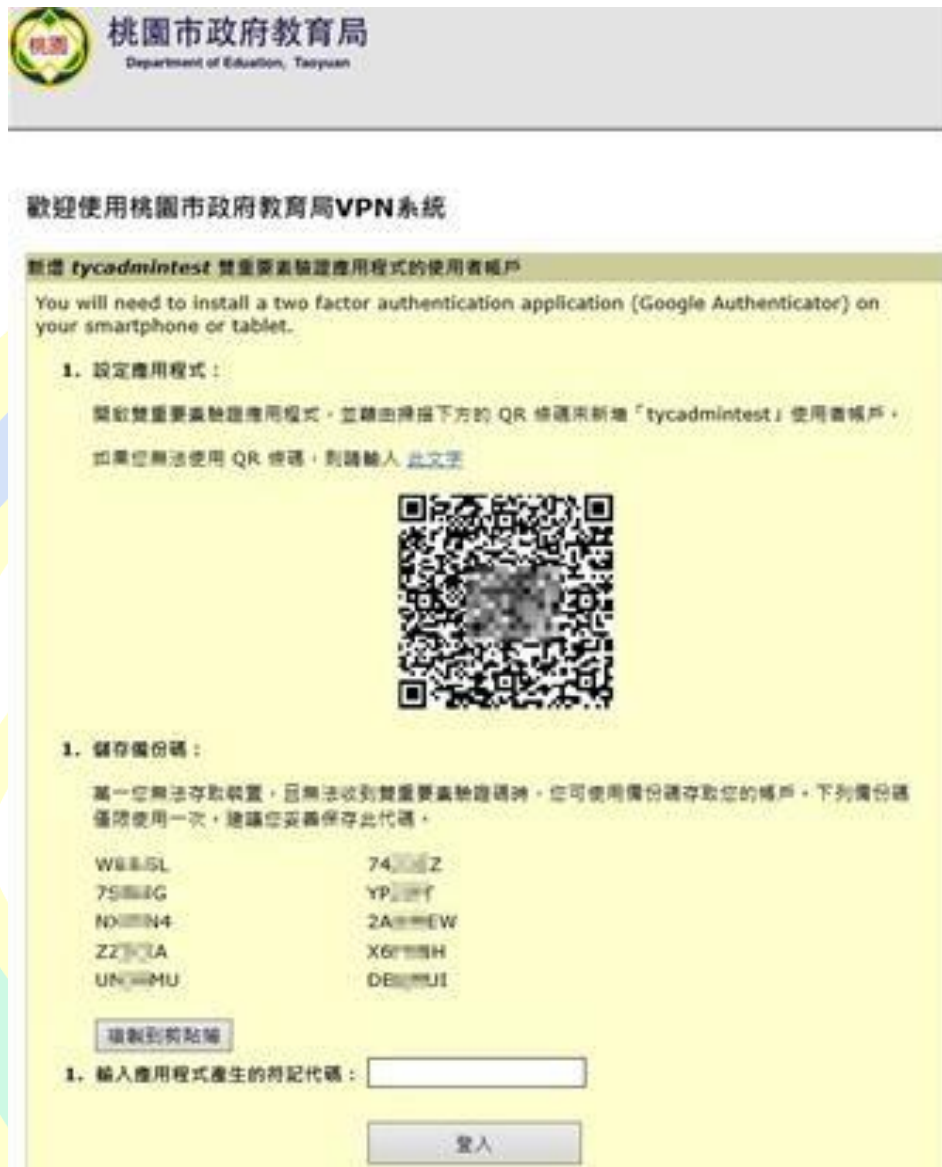 桃園
桃園市政府教育局
Department of Eduation, Taoyuan
歡迎使用桃園市政府教育局VPN系統
新增 tycadmintest 雙重要素驗證應用程式的使用者帳戶
You will need to install a two factor authentication application (Google Authenticator) on
your smartphone or tablet.
1. 設定應用程式：
開啟雙重要素驗證應用程式，並藉由掃描下方的 QR 條碼來新增「tycadmintest」使用者帳戶。
如果您無法使用 QR 條碼，則請輸入 此文字
1. 儲存備份碼：
萬一您無法存取裝置，且無法收到雙重要素驗證碼時，您可使用備份碼存取您的帳戶。下列備份碼
僅限使用一次。建議您妥善保存此代碼。
複製到剪貼簿
1. 輸入應用程式產生的符記代碼：
登入